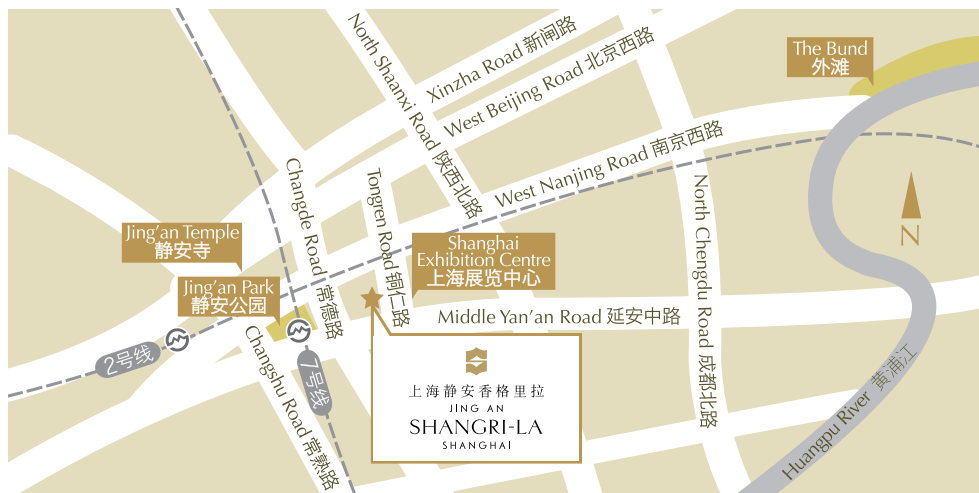 North Shaanxi Road 陕西北路
Xinzha Road 新闸路
West Beijing Road 北京西路
The Bund
外滩
West Nanjing Road 南京西路
Changde Road 常德路
Tongren Road 铜仁路
North Chengdu Road 成都北路
N
Jing'an Temple
静安寺
Shanghai
Exhibition Centre
上海展览中心
Jing'an Park
静安公园
Middle Yan'an Road 延安中路
2号线
7号线
Changshu Road 常熟路
上海静安香格里拉
JING AN
SHANGRI-LA
SHANGHAI
Huangpu River 黄浦江